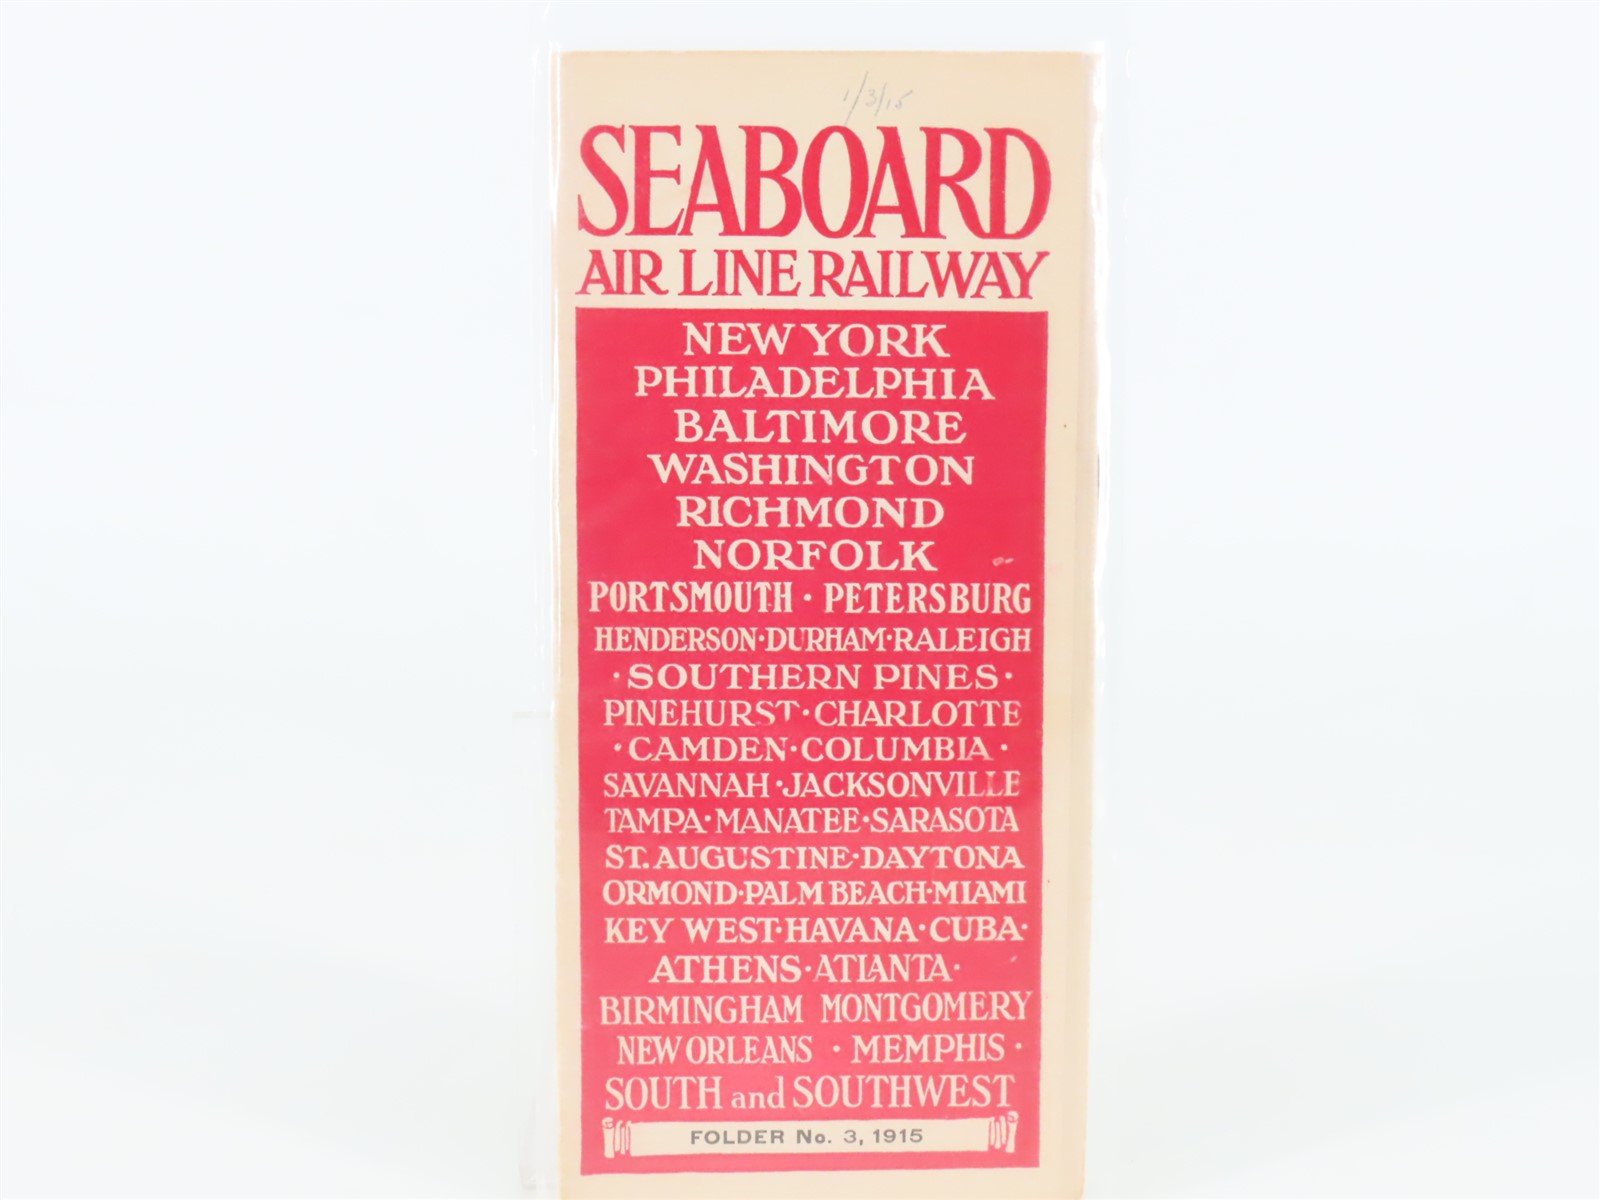 1/3/15
SEABOARD
AIR LINE RAILWAY
NEW YORK
PHILADELPHIA
BALTIMORE
WASHINGTON
RICHMOND
NORFOLK
PORTSMOUTH · PETERSBURG
HENDERSON·DURHAM·RALEIGH
·SOUTHERN PINES·
PINEHURST·CHARLOTTE
·CAMDEN·COLUMBIA·
SAVANNAH·JACKSONVILLE
TAMPA·MANATEE·SARASOTA
ST. AUGUSTINE·DAYTONA
ORMOND·PALM BEACH·MIAMI
KEY WEST·HAVANA·CUBA·
ATHENS·ATLANTA·
BIRMINGHAM MONTGOMERY
NEW ORLEANS · MEMPHIS ·
SOUTH and SOUTHWEST
FOLDER No. 3, 1915